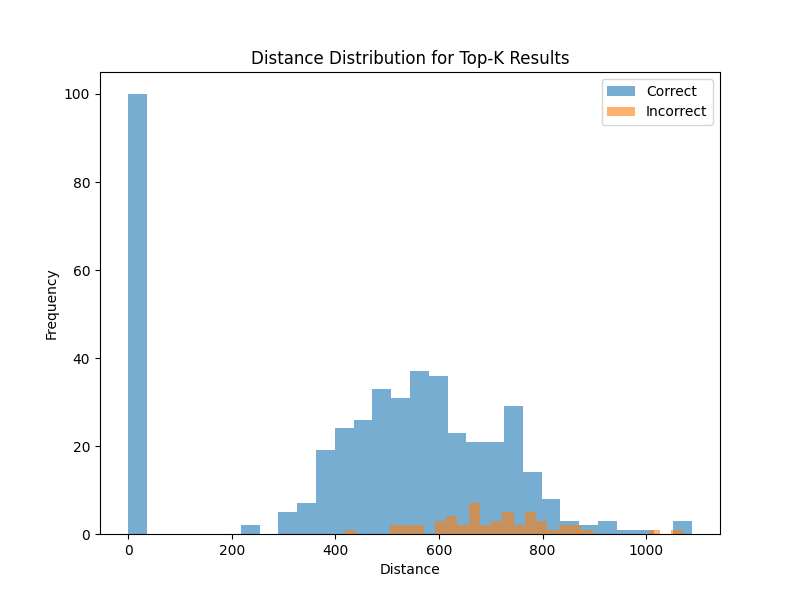 Distance Distribution for Top-K Results
Correct
Incorrect
100
80
60
40
20
0
Frequency
0 200 400 600 800 1000
Distance